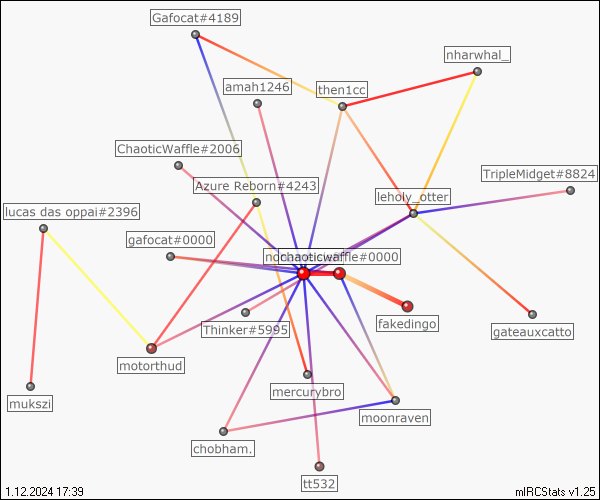 Gafocat#4189
nharwhal_
amah1246
then1cc
ChaoticWaffle#2006
TripleMidget#8824
Azure Reborn#4243
leholy_otter
lucas das oppai#2396
gafocat#0000
chaoticwaffle#0000
Thinker#5995
fakedingo
gateauxcatto
motorthud
mercurybro
mukszi
moonraven
chobham.
tt532
1.12.2024 17:39
mIRCStats v1.25